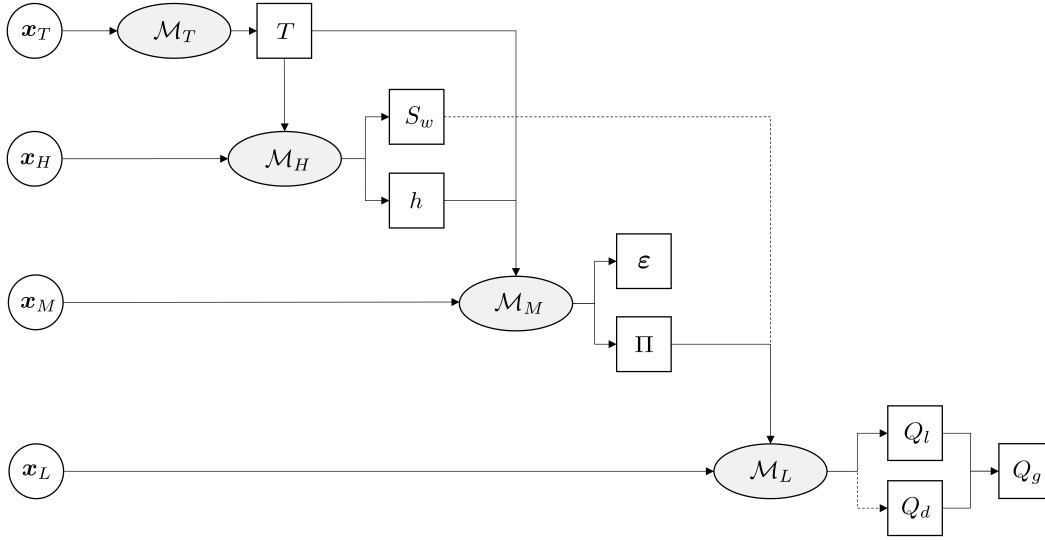 𝒙_T ℳ_T T
S_w
𝒙_H ℳ_H
h
𝜺
𝒙_M ℳ_M
Π
Q_l
𝒙_L ℳ_L Q_g
Q_d